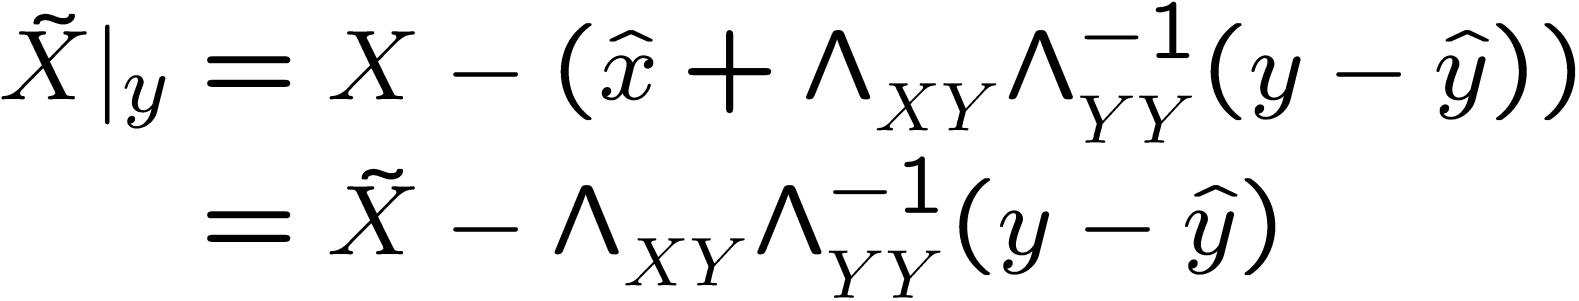 X̃|_y = X − (x̂ + Λ_{XY}Λ_{YY}^{−1}(y − ŷ))
= X̃ − Λ_{XY}Λ_{YY}^{−1}(y − ŷ)